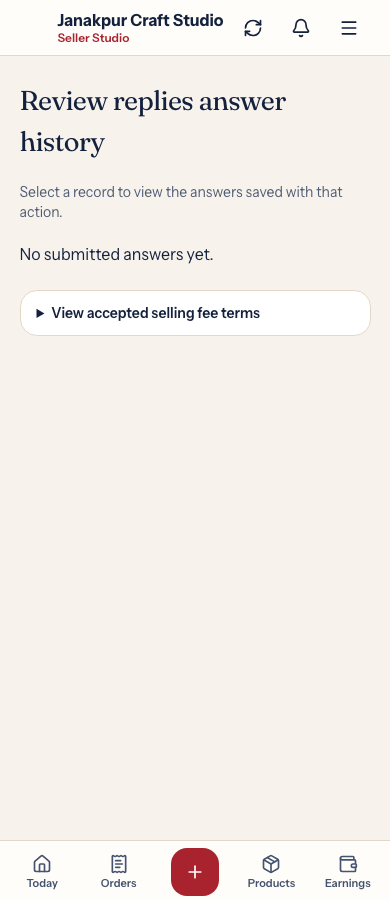 Janakpur Craft Studio
Seller Studio
Review replies answer
history
Select a record to view the answers saved with that
action.
No submitted answers yet.
View accepted selling fee terms
Today
Orders
Products
Earnings